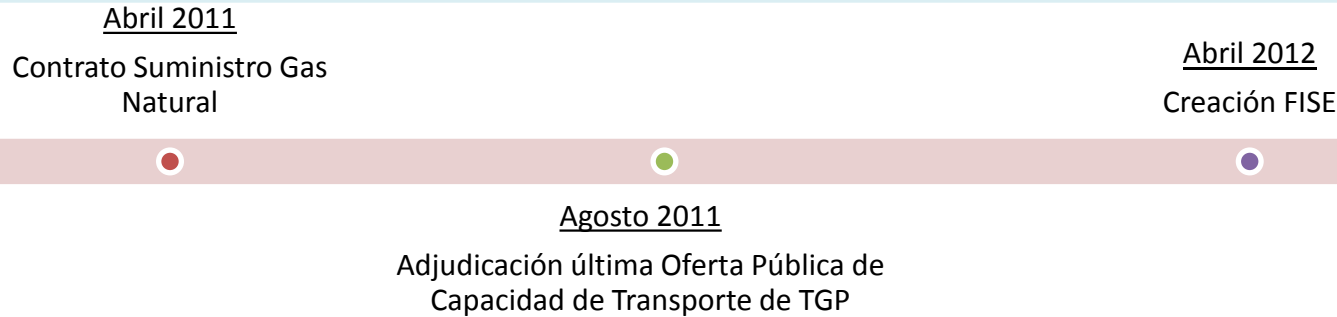 Abril 2011
Contrato Suministro Gas
Natural
Agosto 2011
Adjudicación última Oferta Pública de
Capacidad de Transporte de TGP
Abril 2012
Creación FISE